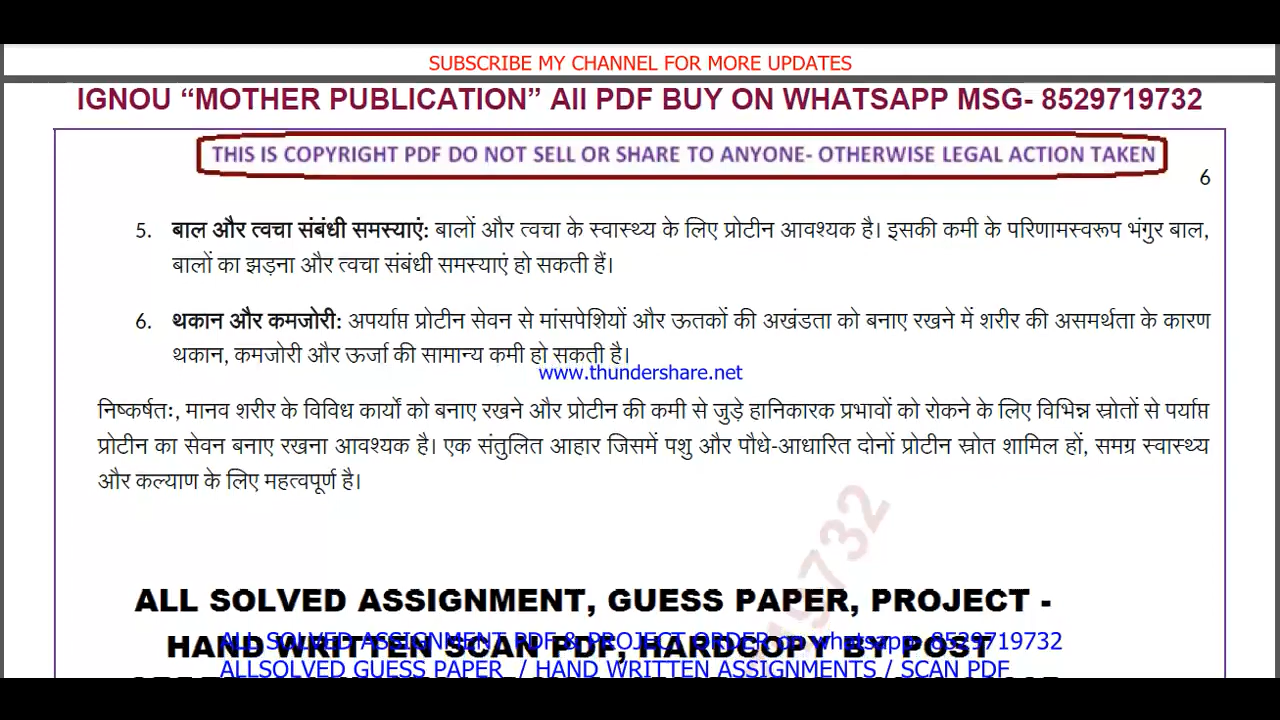 SUBSCRIBE MY CHANNEL FOR MORE UPDATES
IGNOU “MOTHER PUBLICATION” All PDF BUY ON WHATSAPP MSG- 8529719732
THIS IS COPYRIGHT PDF DO NOT SELL OR SHARE TO ANYONE- OTHERWISE LEGAL ACTION TAKEN
6
5. बाल और त्वचा संबंधी समस्याएं: बालों और त्वचा के स्वास्थ्य के लिए प्रोटीन आवश्यक है। इसकी कमी के परिणामस्वरूप भंगुर बाल,
बालों का झड़ना और त्वचा संबंधी समस्याएं हो सकती हैं।
6. थकान और कमजोरी: अपर्याप्त प्रोटीन सेवन से मांसपेशियों और ऊतकों की अखंडता को बनाए रखने में शरीर की असमर्थता के कारण
थकान, कमजोरी और ऊर्जा की सामान्य कमी हो सकती है।
www.thundershare.net
निष्कर्षतः, मानव शरीर के विविध कार्यों को बनाए रखने और प्रोटीन की कमी से जुड़े हानिकारक प्रभावों को रोकने के लिए विभिन्न स्रोतों से पर्याप्त
प्रोटीन का सेवन बनाए रखना आवश्यक है। एक संतुलित आहार जिसमें पशु और पौधे-आधारित दोनों प्रोटीन स्रोत शामिल हों, समग्र स्वास्थ्य
और कल्याण के लिए महत्वपूर्ण है।
ALL SOLVED ASSIGNMENT, GUESS PAPER, PROJECT -
HAND WRITTEN SCAN PDF, HARDCOPY BY POST
ALL SOLVED ASSIGNMENT PDF & PROJECT ORDER on whatsapp- 8529719732
ALLSOLVED GUESS PAPER / HAND WRITTEN ASSIGNMENTS / SCAN PDF